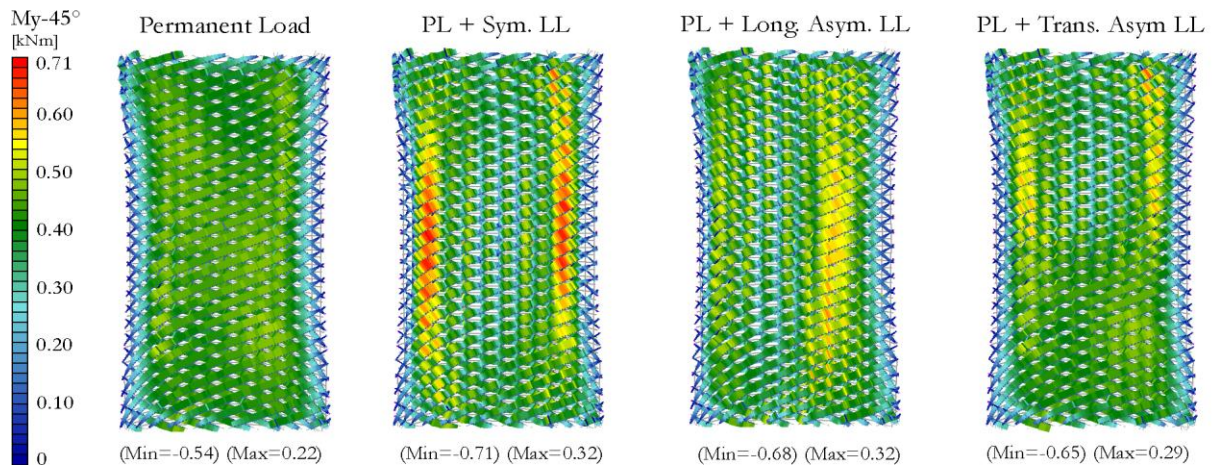 My-45°
[kNm]
Permanent Load
PL + Sym. LL
PL + Long. Asym. LL
PL + Trans. Asym LL
0.71
0.60
0.50
0.40
0.30
0.20
0.10
0
(Min=-0.54) (Max=0.22)
(Min=-0.71) (Max=0.32)
(Min=-0.68) (Max=0.32)
(Min=-0.65) (Max=0.29)